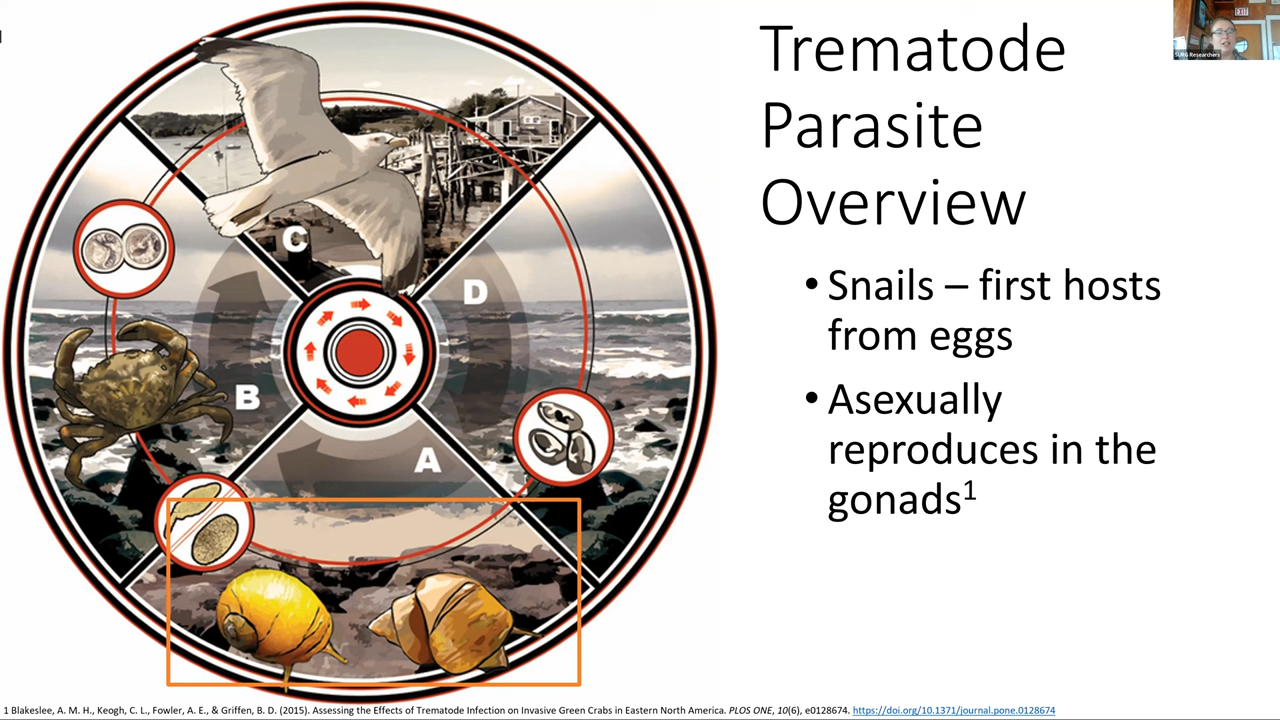 Trematode
Parasite
Overview
• Snails – first hosts
from eggs
• Asexually
reproduces in the
gonads¹
C
D
B
A
SURG Researchers
1 Blakeslee, A. M. H., Keogh, C. L., Fowler, A. E., & Griffen, B. D. (2015). Assessing the Effects of Trematode Infection on Invasive Green Crabs in Eastern North America. PLOS ONE, 10(6), e0128674. https://doi.org/10.1371/journal.pone.0128674